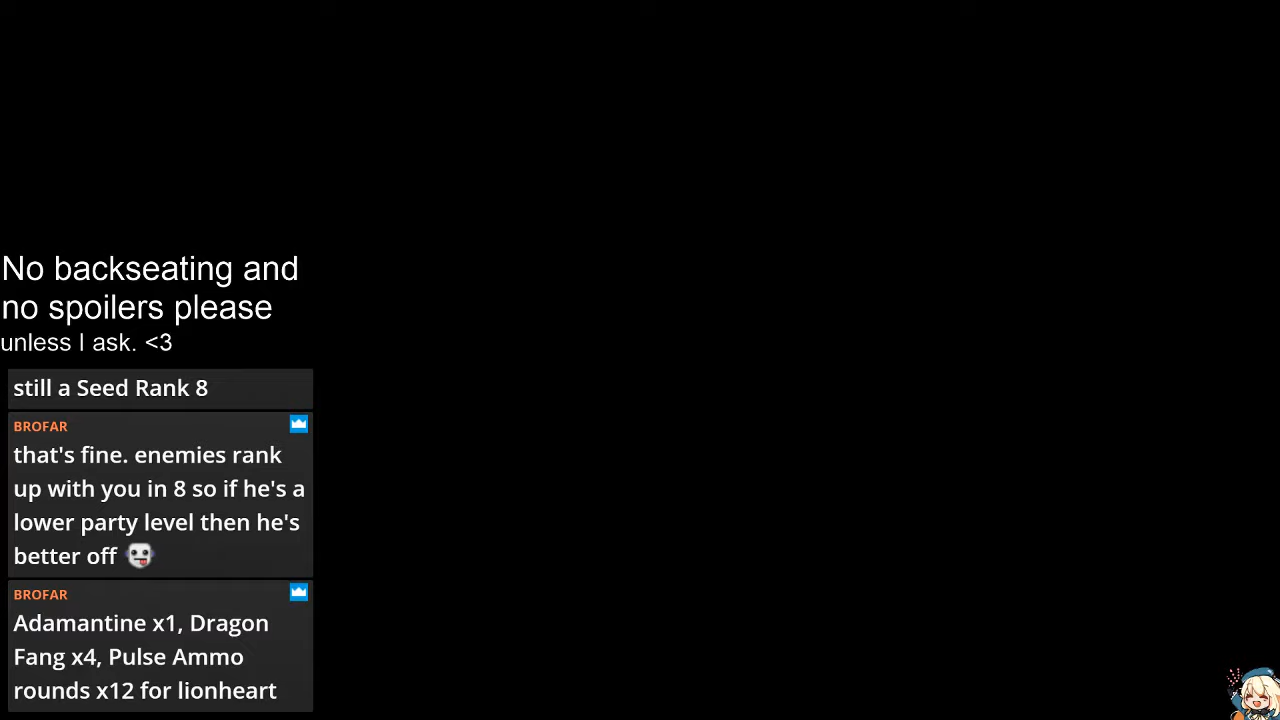 No backseating and
no spoilers please
unless I ask. <3
still a Seed Rank 8
BROFAR
that's fine. enemies rank
up with you in 8 so if he's a
lower party level then he's
better off
BROFAR
Adamantine x1, Dragon
Fang x4, Pulse Ammo
rounds x12 for lionheart